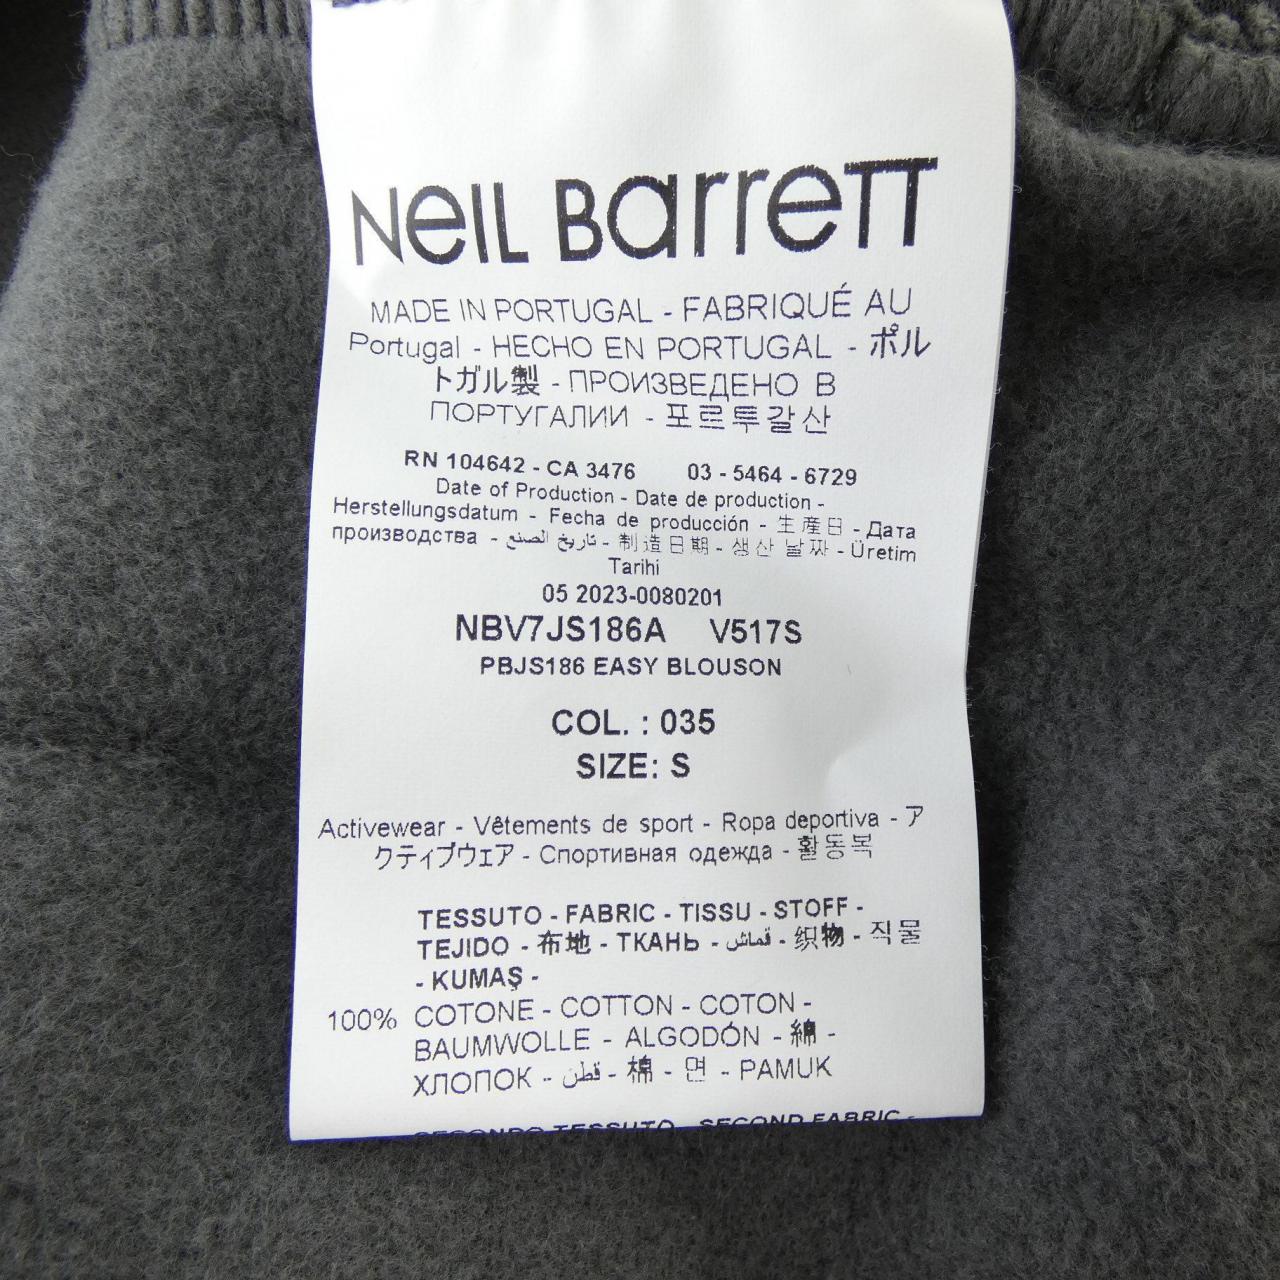 Neil Barrett
MADE IN PORTUGAL - FABRIQUÉ AU
Portugal - HECHO EN PORTUGAL - ポル
トガル製 - ПРОИЗВЕДЕНО В
ПОРТУГАЛИИ - 포르투갈산
RN 104642 - CA 3476 03 - 5464 - 6729
Date of Production - Date de production -
Herstellungsdatum - Fecha de producción - 生産日 - Дата
производства - تاريخ الصنع - 制造日期 - 생산 날짜 - Üretim
Tarihi
05 2023-0080201
NBV7JS186A V517S
PBJS186 EASY BLOUSON
COL. : 035
SIZE: S
Activewear - Vêtements de sport - Ropa deportiva - ア
クティブウェア - Спортивная одежда - 활동복
TESSUTO - FABRIC - TISSU - STOFF -
TEJIDO - 布地 - ТКАНЬ - قماش - 织物 - 직물
- KUMAŞ -
100% COTONE - COTTON - COTON -
BAUMWOLLE - ALGODÓN - 綿 -
ХЛОПОК - قطن - 棉 - 면 - PAMUK
SECONDO TESSUTO - SECOND FABRIC -